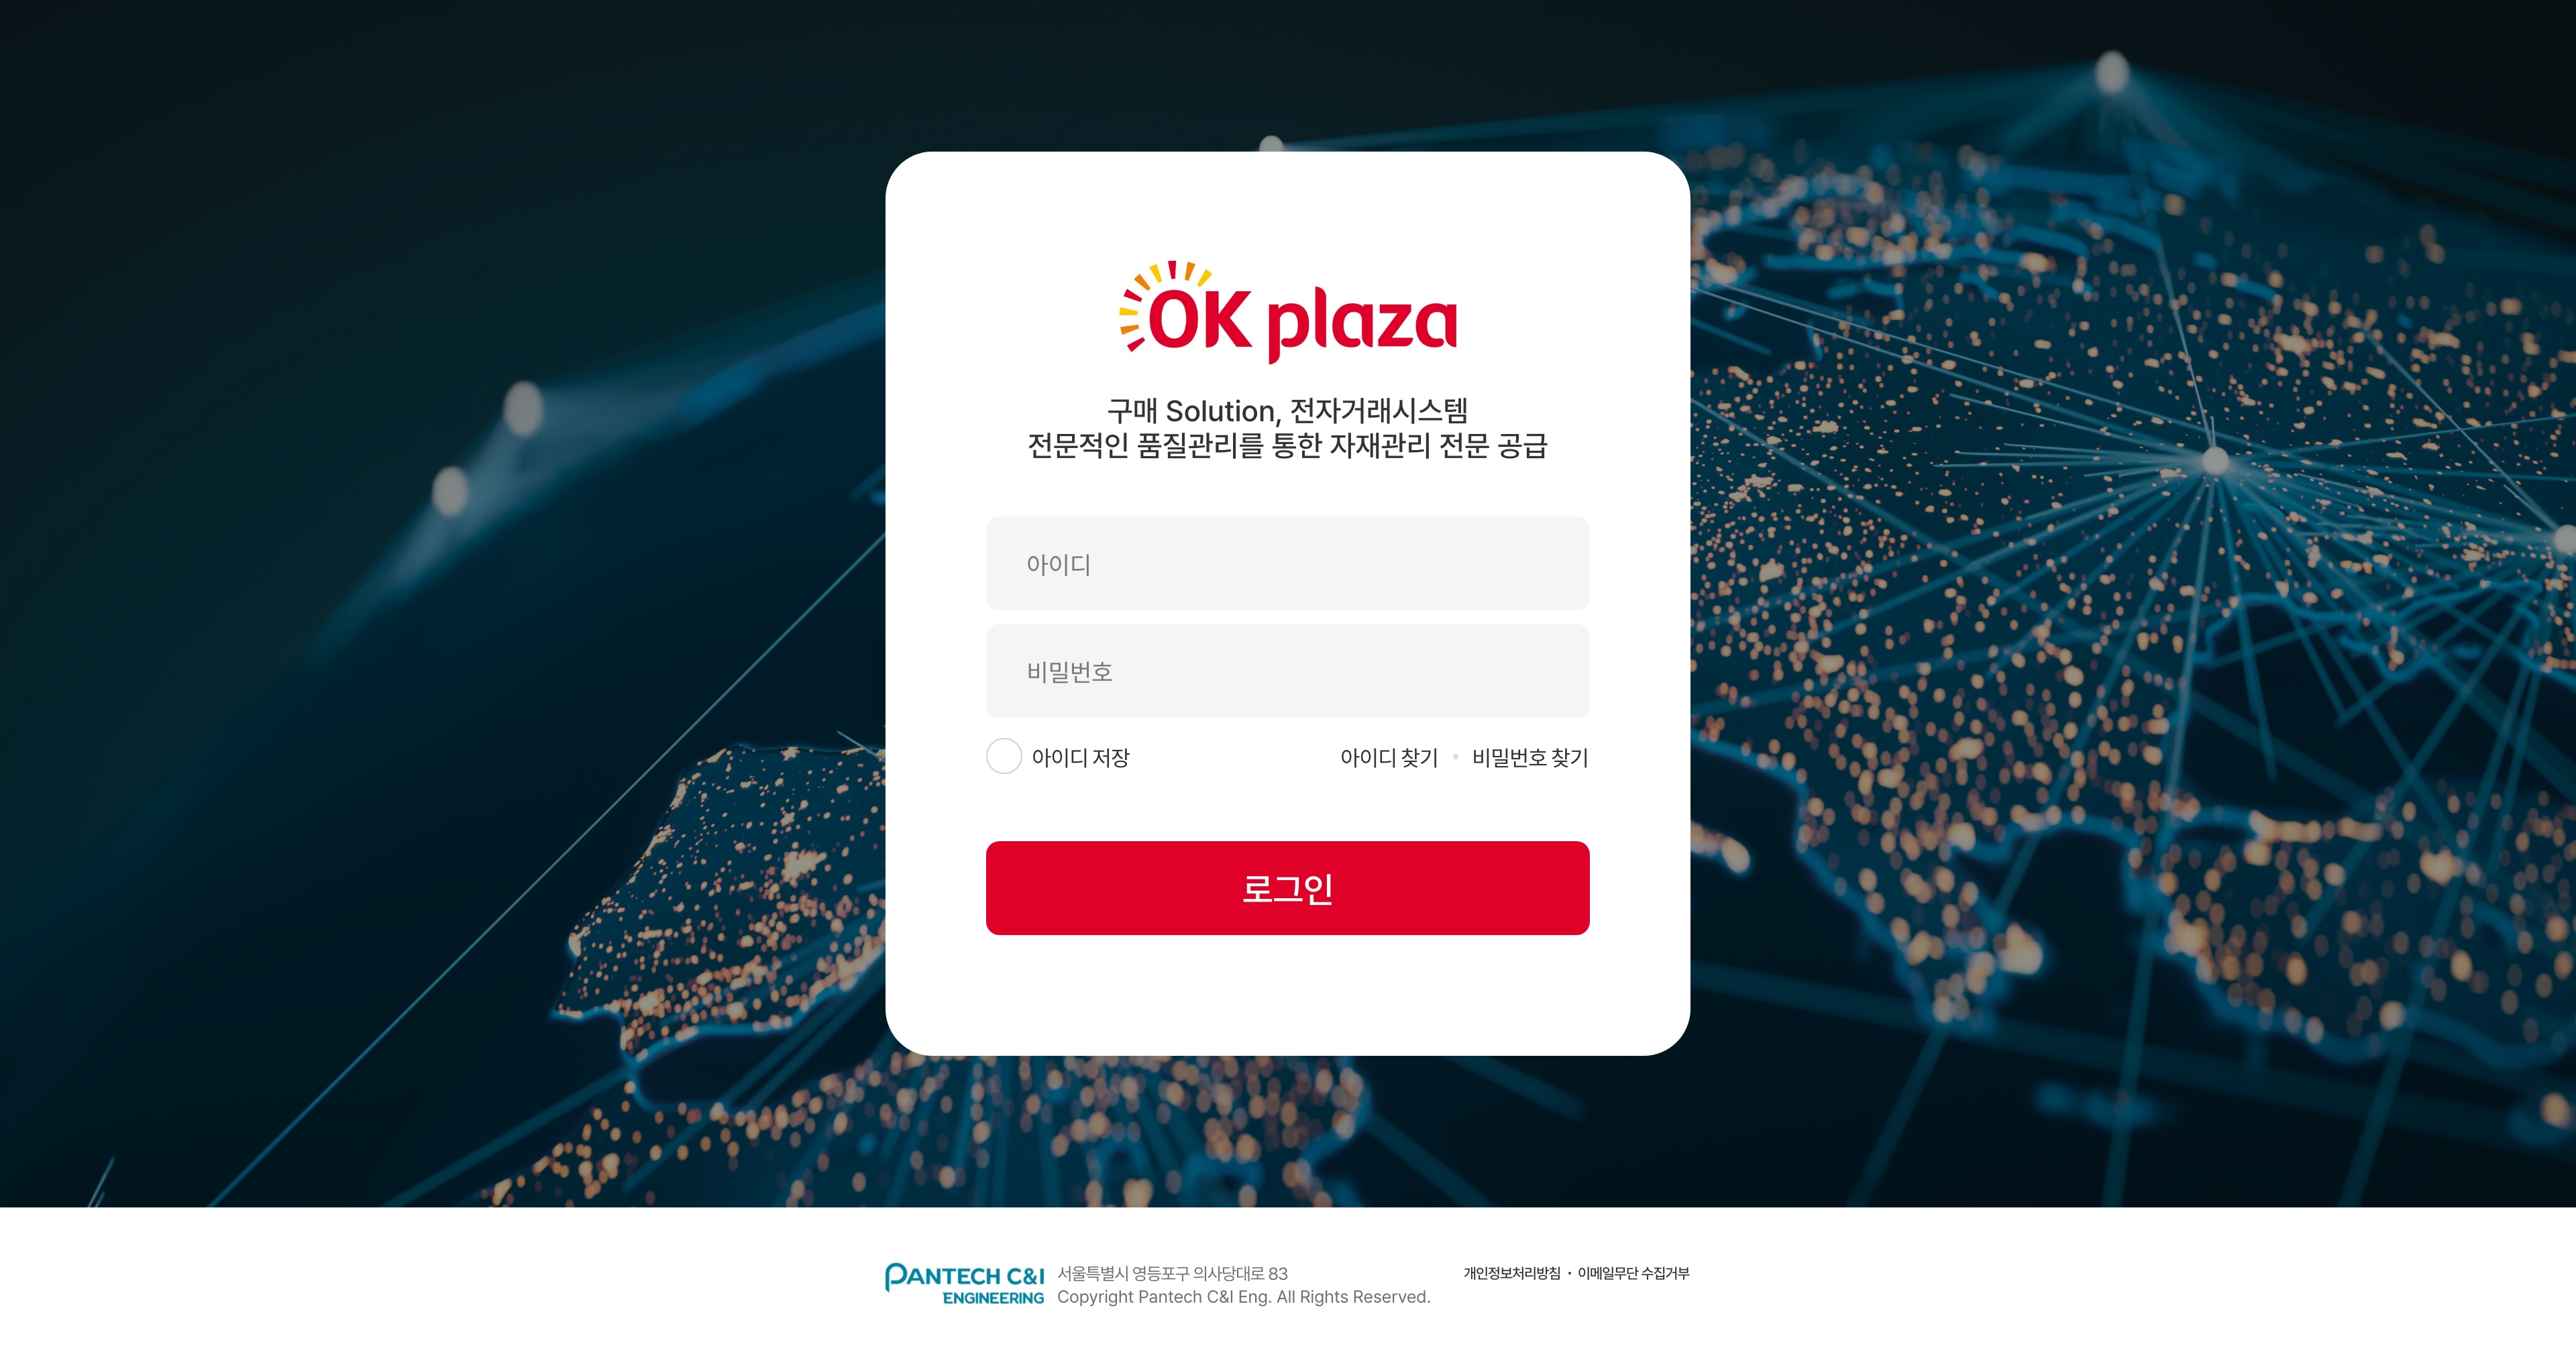 OK plaza
구매 Solution, 전자거래시스템
전문적인 품질관리를 통한 자재관리 전문 공급
아이디
비밀번호
아이디 저장
아이디 찾기 • 비밀번호 찾기
로그인
PANTECH C&I
ENGINEERING
서울특별시 영등포구 의사당대로 83
Copyright Pantech C&I Eng. All Rights Reserved.
개인정보처리방침 · 이메일무단 수집거부